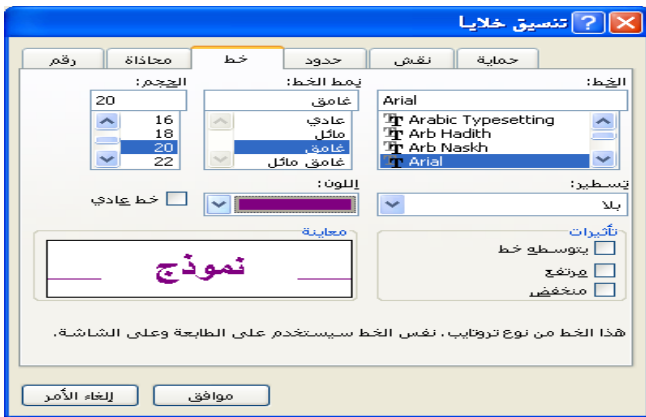 تنسيق خلايا
رقم محاذاة خط حدود نقش حماية
الخط: نمط الخط: الحجم:
Arial غامق 20
Arabic Typesetting عادي 16
Arb Hadith مائل 18
Arb Naskh غامق 20
Arial غامق مائل 22
تسطير: اللون:
بلا خط عادي
تأثيرات معاينة
يتوسطه خط
مرتفع
منخفض
نموذج
هذا الخط من نوع تروتايب. نفس الخط سيستخدم على الطابعة وعلى الشاشة.
موافق إلغاء الأمر